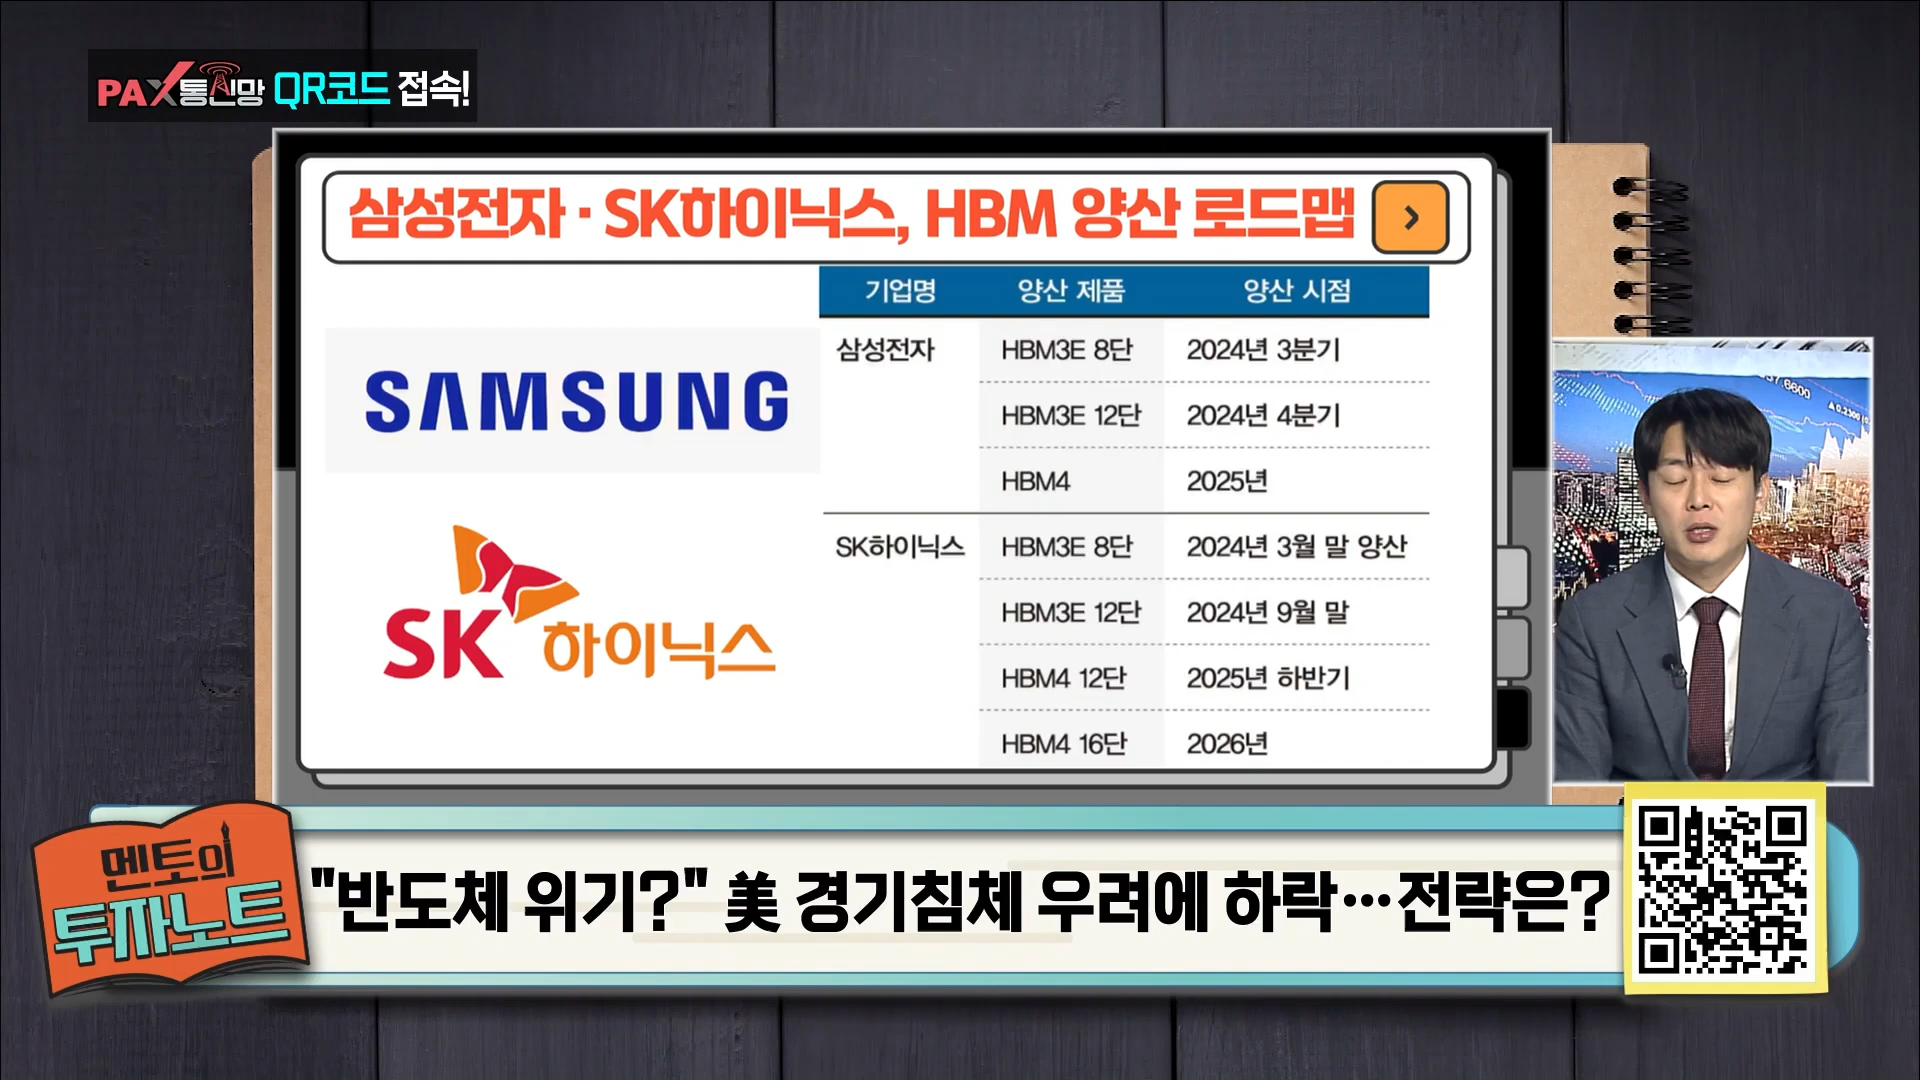 PAX통신망 QR코드 접속!
삼성전자·SK하이닉스, HBM 양산 로드맵
기업명 양산 제품 양산 시점
SAMSUNG
삼성전자 HBM3E 8단 2024년 3분기
HBM3E 12단 2024년 4분기
HBM4 2025년
SK하이닉스
SK하이닉스 HBM3E 8단 2024년 3월 말 양산
HBM3E 12단 2024년 9월 말
HBM4 12단 2025년 하반기
HBM4 16단 2026년
37.6600
▲0.2300
멘토의
투자노트
"반도체 위기?" 美 경기침체 우려에 하락…전략은?